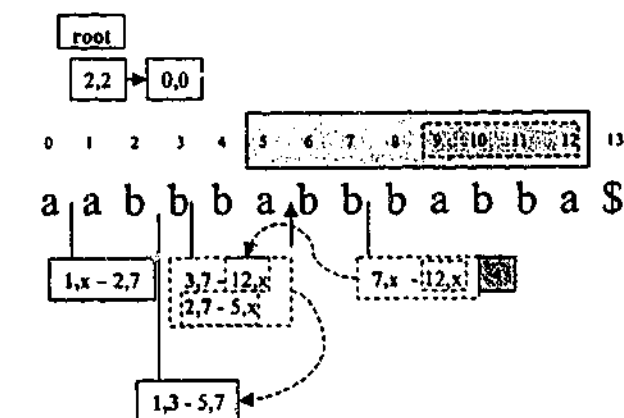 root
2,2 0,0
0 1 2 3 4 5 6 7 8 9 10 11 12 13
a a b b b a b b b a b b a $
1,x – 2,7 3,7 - 12,x 7,x - 12,x
2,7 - 5,x
1,3 - 5,7